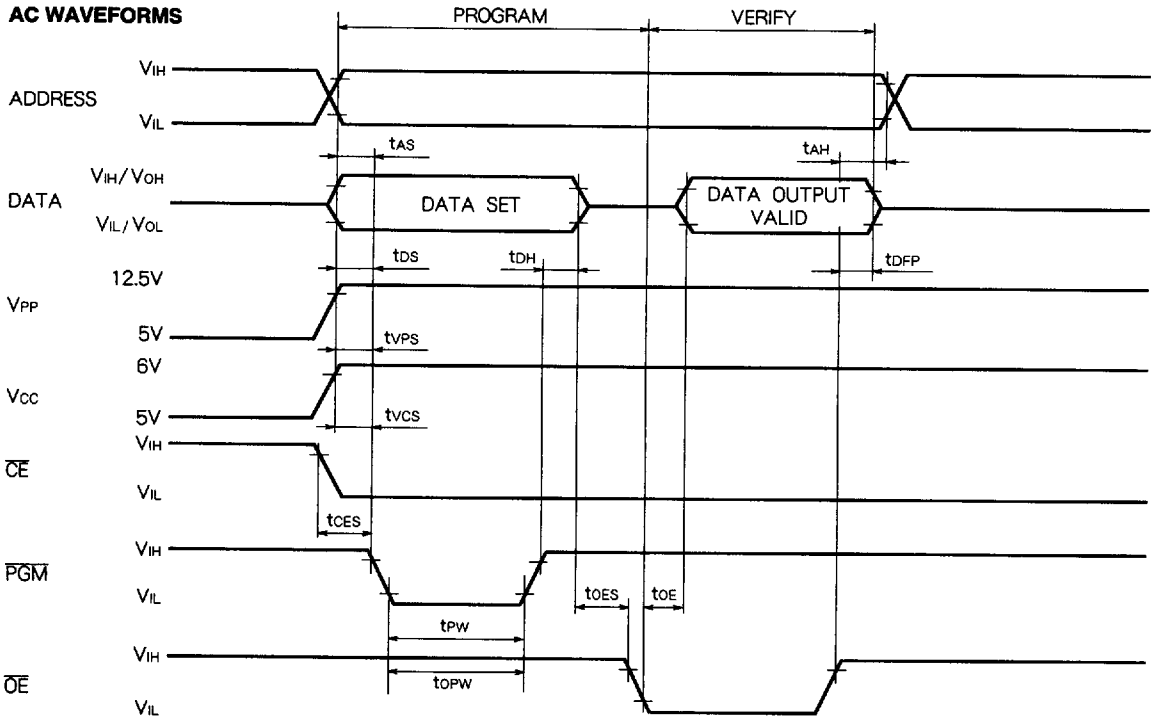 AC WAVEFORMS
PROGRAM
VERIFY
ADDRESS
VIH
VIL
tAS
tAH
DATA
VIH/VOH
VIL/VOL
DATA SET
DATA OUTPUT
VALID
tDS
tDH
tDFP
VPP
12.5V
5V
tVPS
VCC
6V
5V
tVCS
CE
VIH
VIL
tCES
PGM
VIH
VIL
tOES
tOE
tPW
OE
VIH
VIL
tOPW